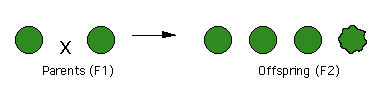 X
Parents (F1)
Offspring (F2)